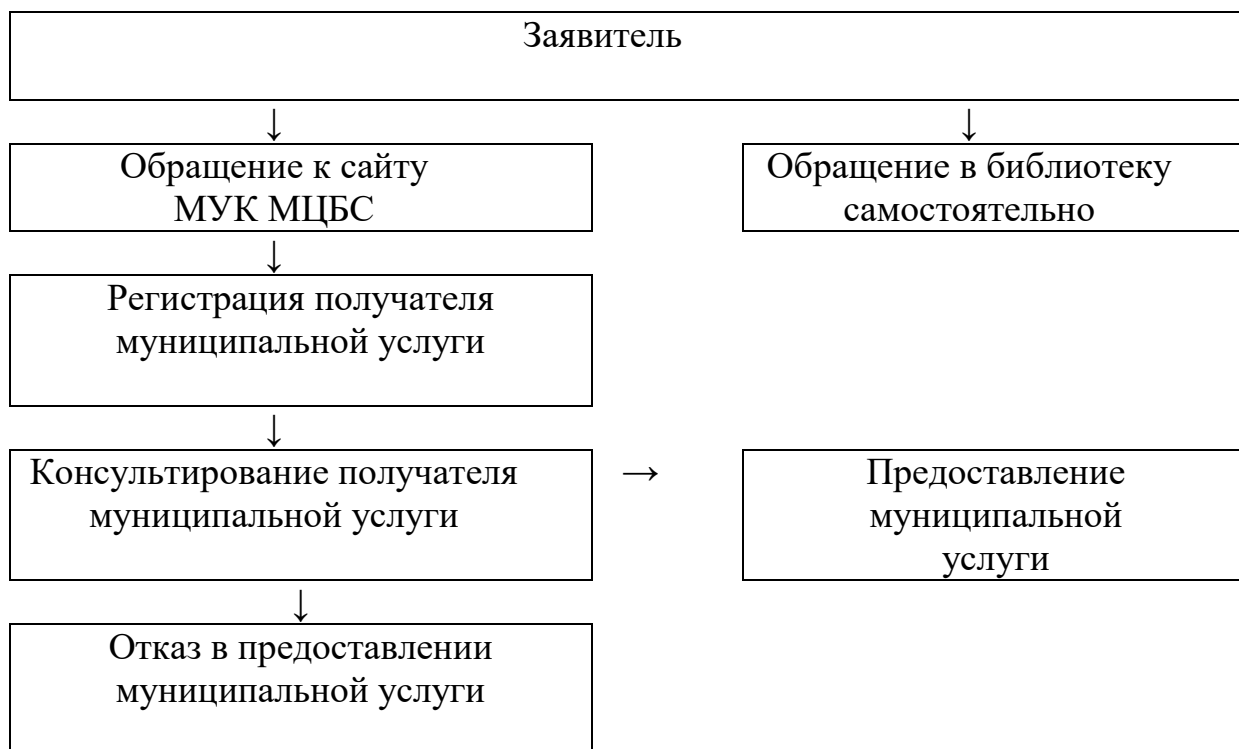 Заявитель
↓ ↓
Обращение к сайту
МУК МЦБС
Обращение в библиотеку
самостоятельно
↓
Регистрация получателя
муниципальной услуги
↓
Консультирование получателя
муниципальной услуги
→
Предоставление
муниципальной
услуги
↓
Отказ в предоставлении
муниципальной услуги